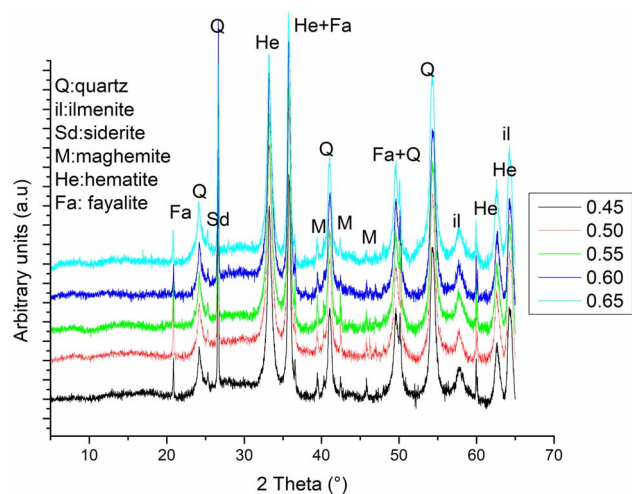 Q
He+Fa
He
Q:quartz
il:ilmenite
Sd:siderite
M:maghemite
He:hematite
Fa: fayalite
Q
Q
Q
Fa+Q
il
He
Fa
Sd
M
M
M
il
He
0.45
0.50
0.55
0.60
0.65
Arbitrary units (a.u)
10
20
30
40
50
60
70
2 Theta (°)